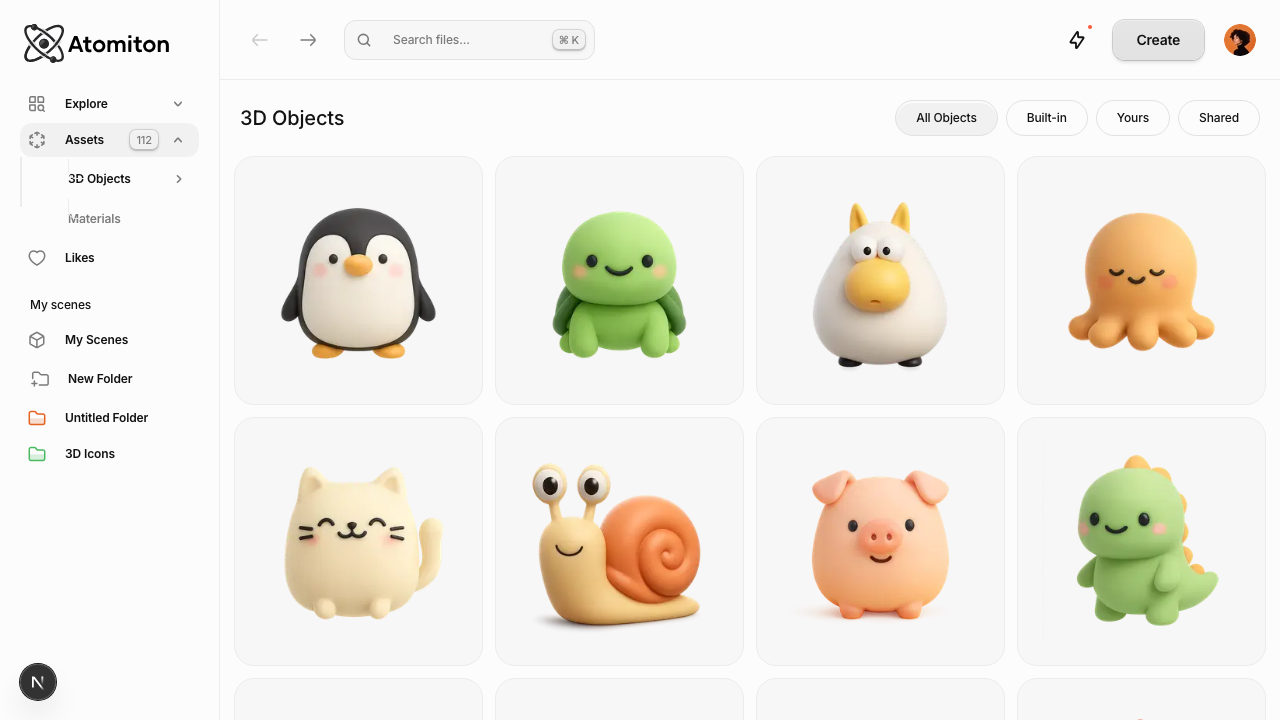 Atomiton
Search files...
⌘ K
Create
Explore
Assets
112
3D Objects
Materials
Likes
My scenes
My Scenes
New Folder
Untitled Folder
3D Icons
N
3D Objects
All Objects
Built-in
Yours
Shared